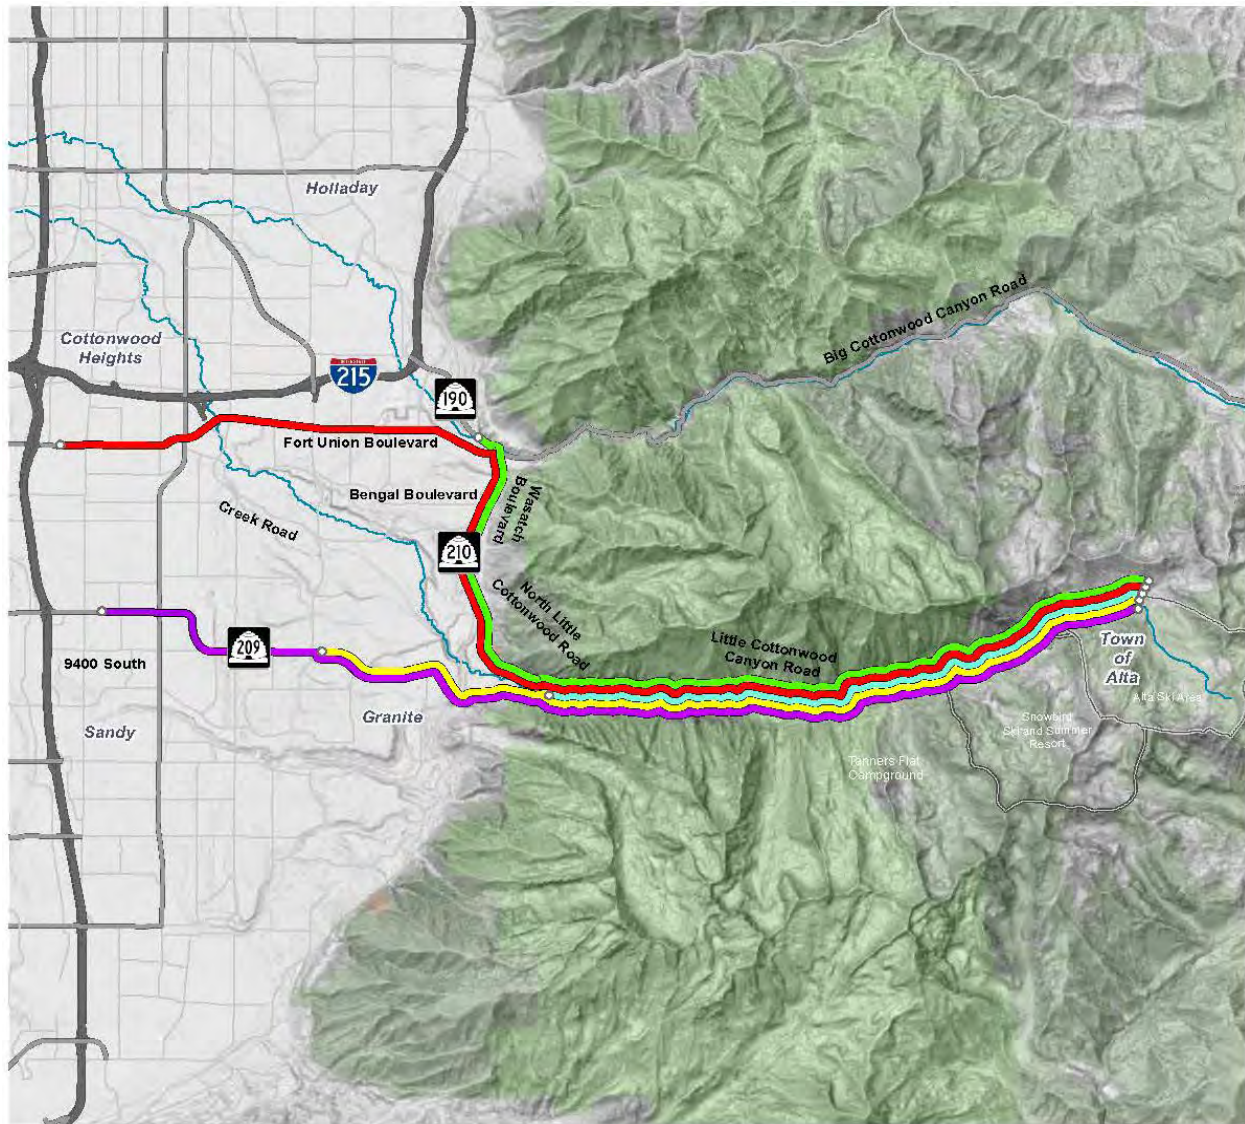 Holladay
Big Cottonwood Canyon Road
Cottonwood
Heights
INTERSTATE
215
190
Fort Union Boulevard
Bengal Boulevard
Wasatch
Boulevard
Creek Road
210
North Little
Cottonwood Road
9400 South
209
Little Cottonwood
Canyon Road
Town
of
Alta
Alta Ski Area
Granite
Sandy
Snowbird
Ski and Summer
Resort
Tanners Flat
Campground